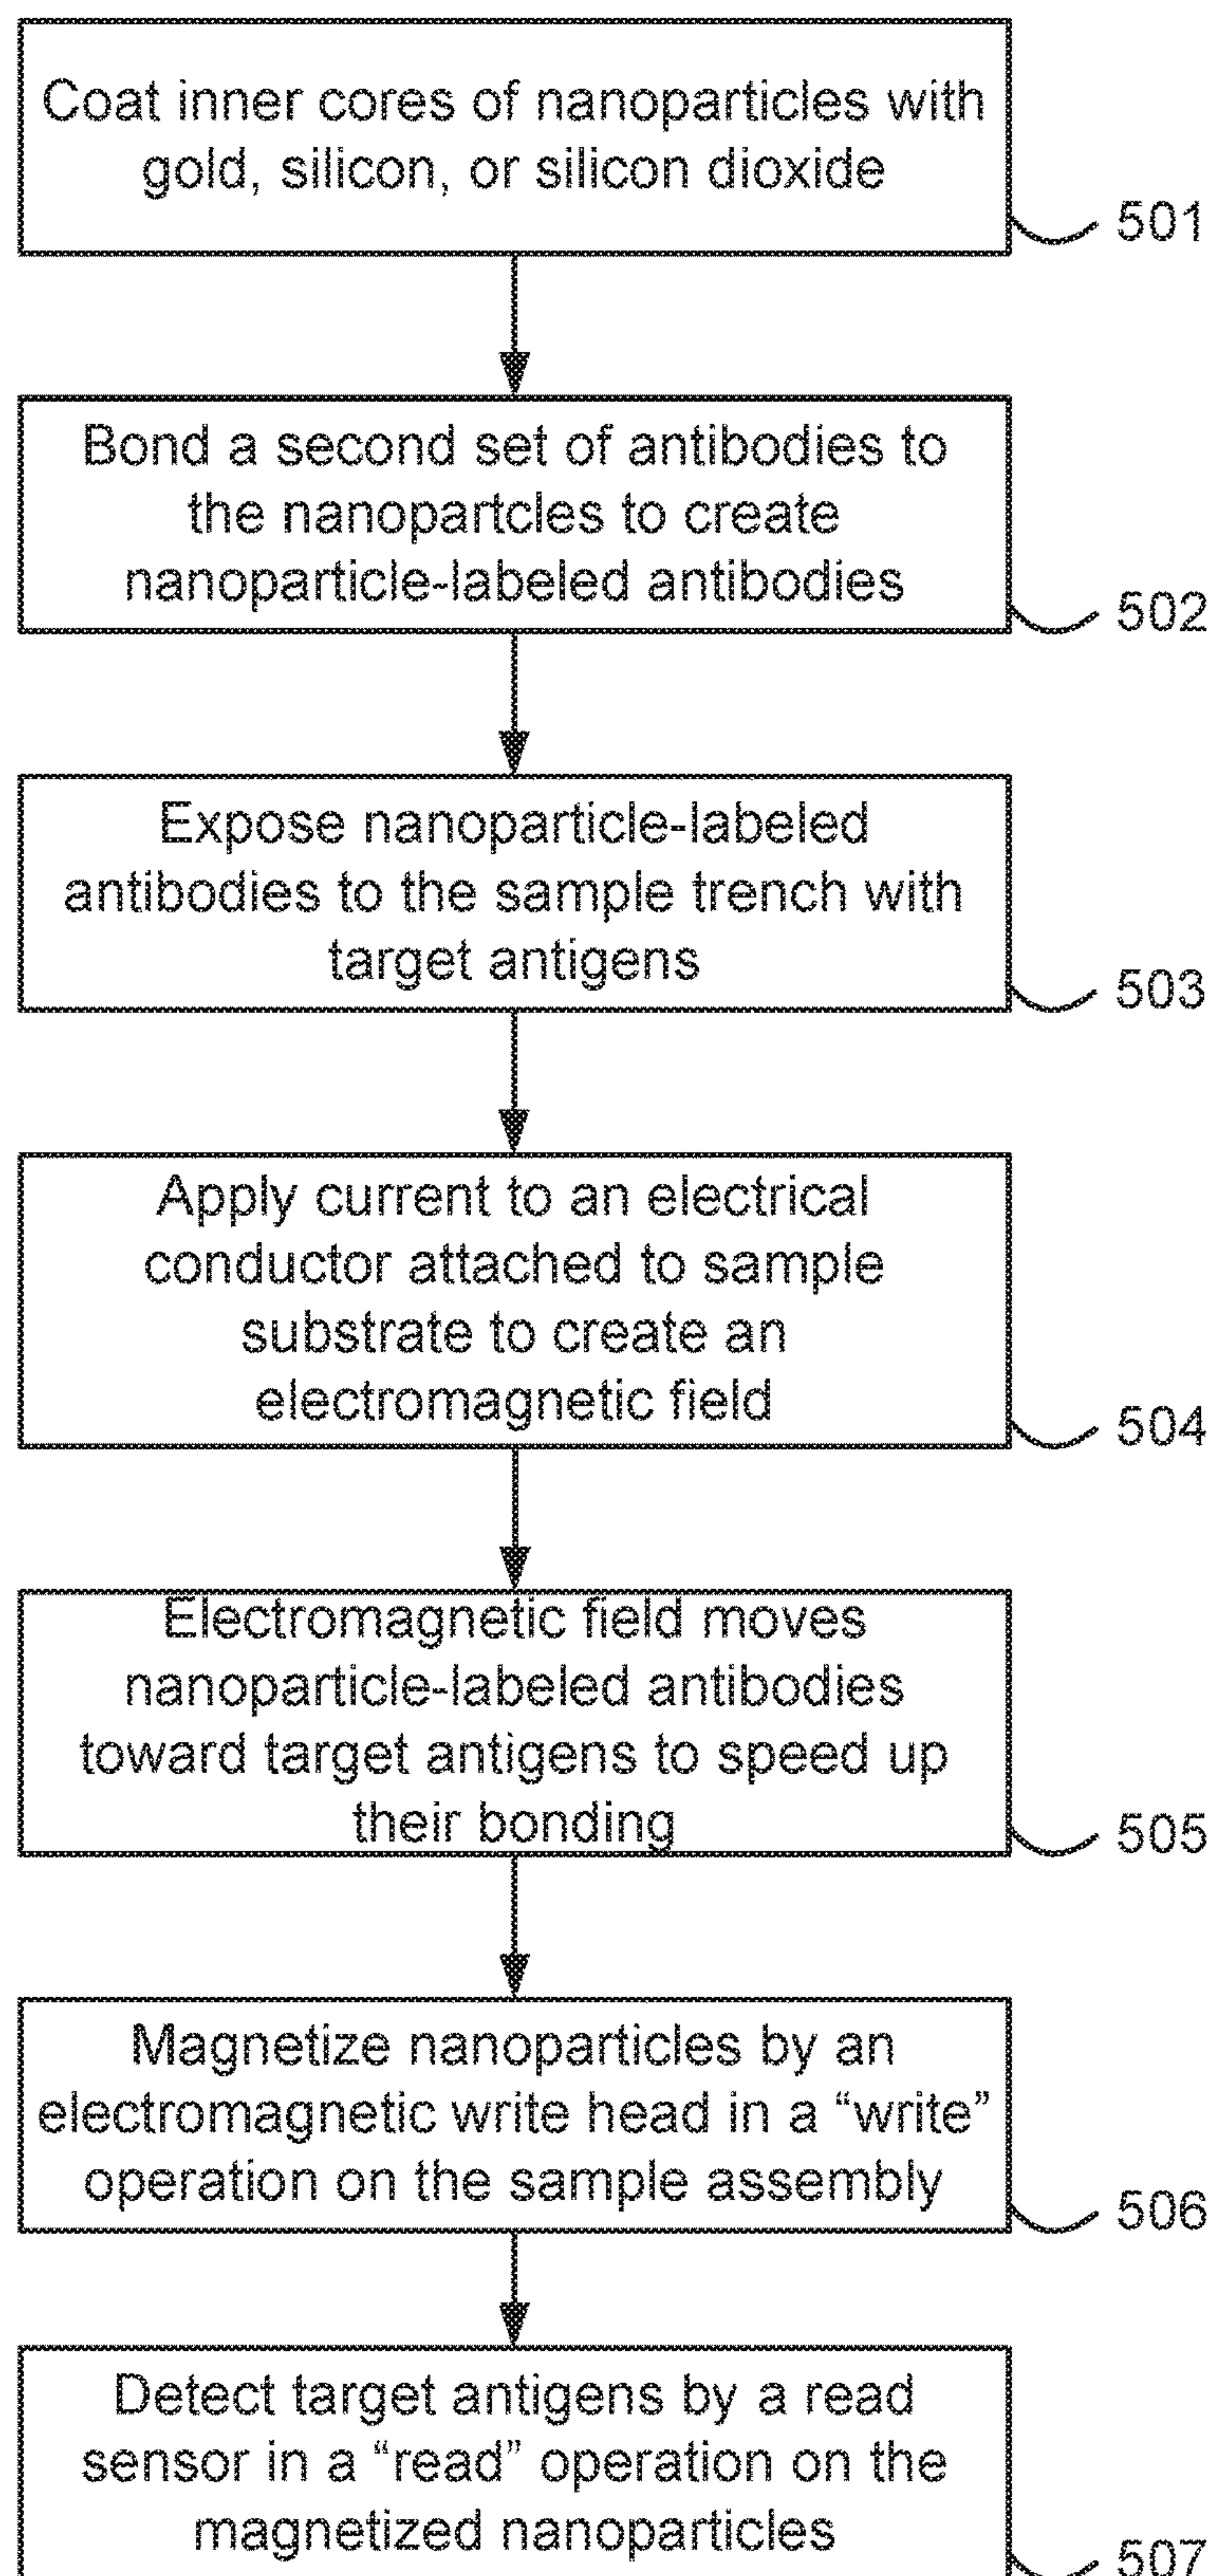 Coat inner cores of nanoparticles with
gold, silicon, or silicon dioxide
501
Bond a second set of antibodies to
the nanopartcles to create
nanoparticle-labeled antibodies
502
Expose nanoparticle-labeled
antibodies to the sample trench with
target antigens
503
Apply current to an electrical
conductor attached to sample
substrate to create an
electromagnetic field
504
Electromagnetic field moves
nanoparticle-labeled antibodies
toward target antigens to speed up
their bonding
505
Magnetize nanoparticles by an
electromagnetic write head in a “write”
operation on the sample assembly
506
Detect target antigens by a read
sensor in a “read” operation on the
magnetized nanoparticles
507